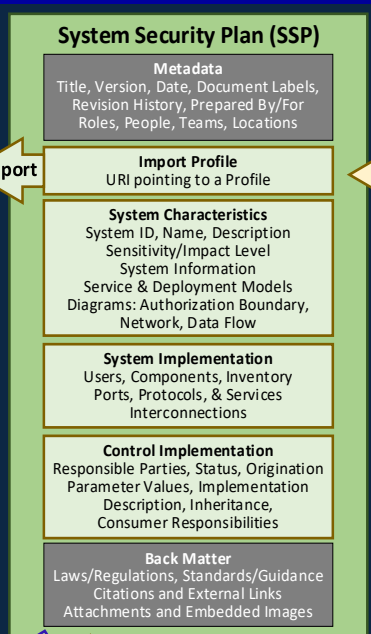 System Security Plan (SSP)
Metadata
Title, Version, Date, Document Labels,
Revision History, Prepared By/For
Roles, People, Teams, Locations
port
Import Profile
URI pointing to a Profile
System Characteristics
System ID, Name, Description
Sensitivity/Impact Level
System Information
Service & Deployment Models
Diagrams: Authorization Boundary,
Network, Data Flow
System Implementation
Users, Components, Inventory
Ports, Protocols, & Services
Interconnections
Control Implementation
Responsible Parties, Status, Origination
Parameter Values, Implementation
Description, Inheritance,
Consumer Responsibilities
Back Matter
Laws/Regulations, Standards/Guidance
Citations and External Links
Attachments and Embedded Images